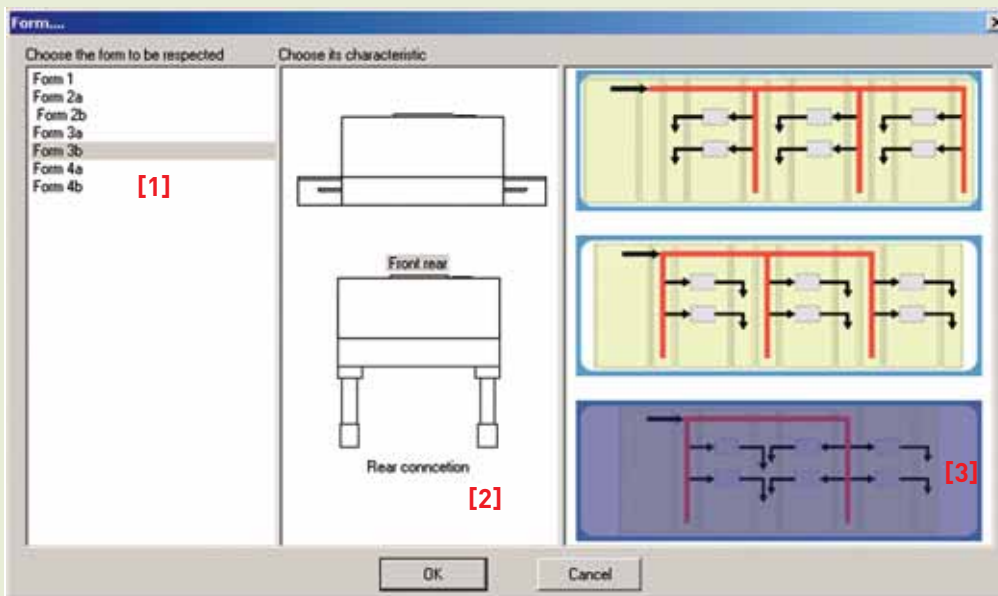 Form....
Choose the form to be respected
Choose its characteristic
Form 1
Form 2a
Form 2b
Form 3a
Form 3b
Form 4a
Form 4b
[1]
Front rear
Rear conncetion
[2]
[3]
OK
Cancel